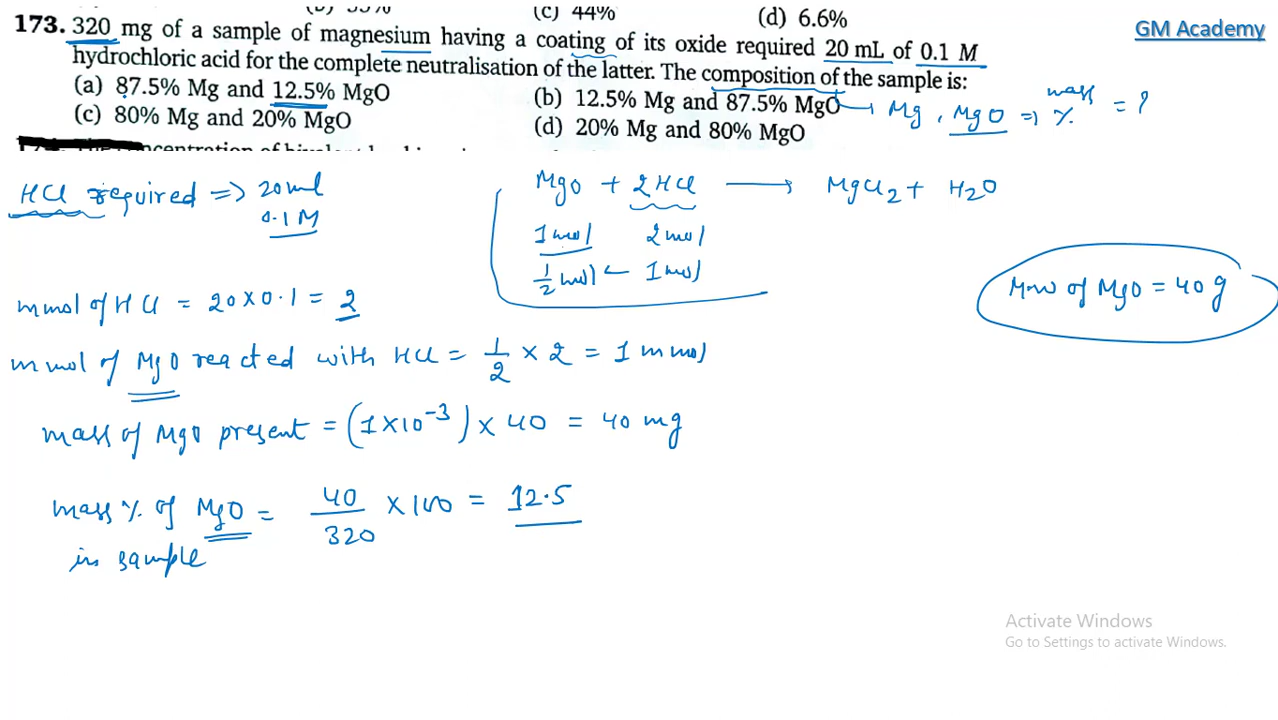 (c) 44%
(d) 6.6%
GM Academy
173. 320 mg of a sample of magnesium having a coating of its oxide required 20 mL of 0.1 M
hydrochloric acid for the complete neutralisation of the latter. The composition of the sample is:
(a) 87.5% Mg and 12.5% MgO
(b) 12.5% Mg and 87.5% MgO
(c) 80% Mg and 20% MgO
(d) 20% Mg and 80% MgO
→ Mg, MgO ⇒ mass % = ?
HCl required ⇒ 20 ml
0.1 M
MgO + 2HCl ⟶ MgCl2 + H2O
1 mol 2 mol
1/2 mol ← 1 mol
Mw of MgO = 40 g
mmol of HCl = 20 × 0.1 = 2
mmol of MgO reacted with HCl = 1/2 × 2 = 1 mmol
mass of MgO present = (1×10⁻³) × 40 = 40 mg
mass % of MgO = 40/320 × 100 = 12.5
in sample
Activate Windows
Go to Settings to activate Windows.